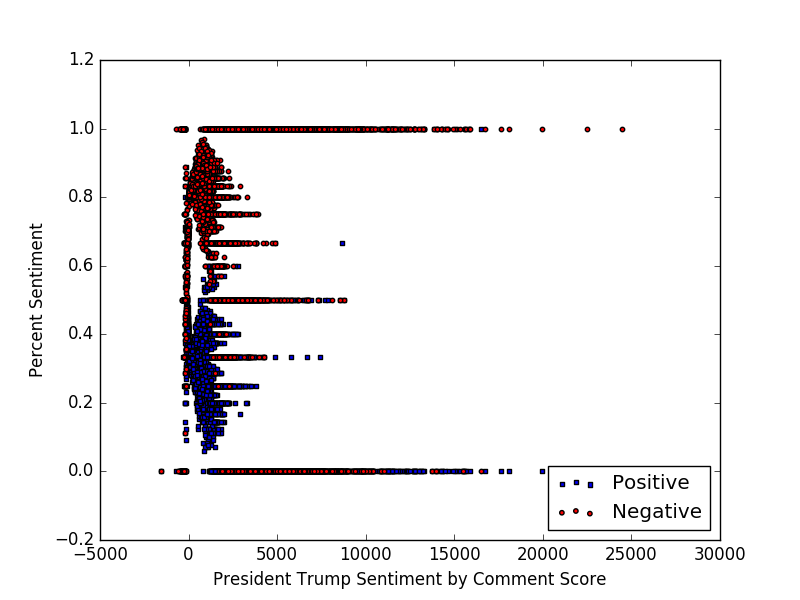 1.2
1.0
0.8
0.6
0.4
0.2
0.0
−0.2
Percent Sentiment
−5000 0 5000 10000 15000 20000 25000 30000
President Trump Sentiment by Comment Score
Positive
Negative